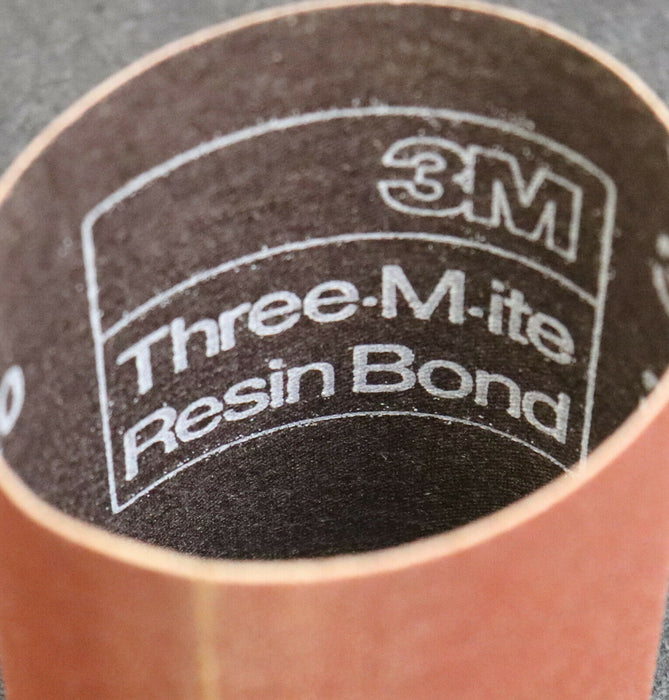 3M
Three-M-ite
Resin Bond